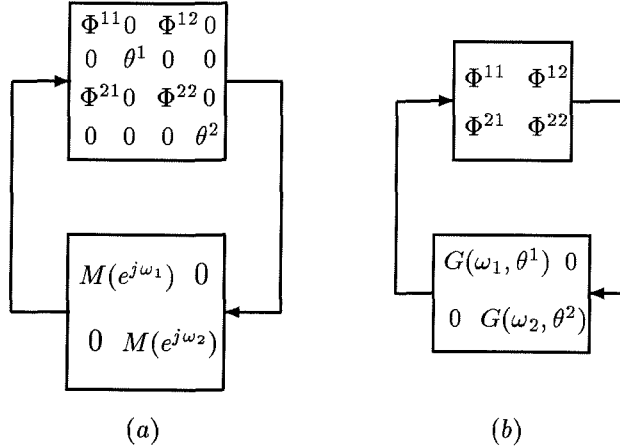 Φ¹¹ 0 Φ¹² 0
0 θ¹ 0 0
Φ²¹ 0 Φ²² 0
0 0 0 θ²
M(e^{jω₁}) 0
0 M(e^{jω₂})
(a)
Φ¹¹ Φ¹²
Φ²¹ Φ²²
G(ω₁, θ¹) 0
0 G(ω₂, θ²)
(b)